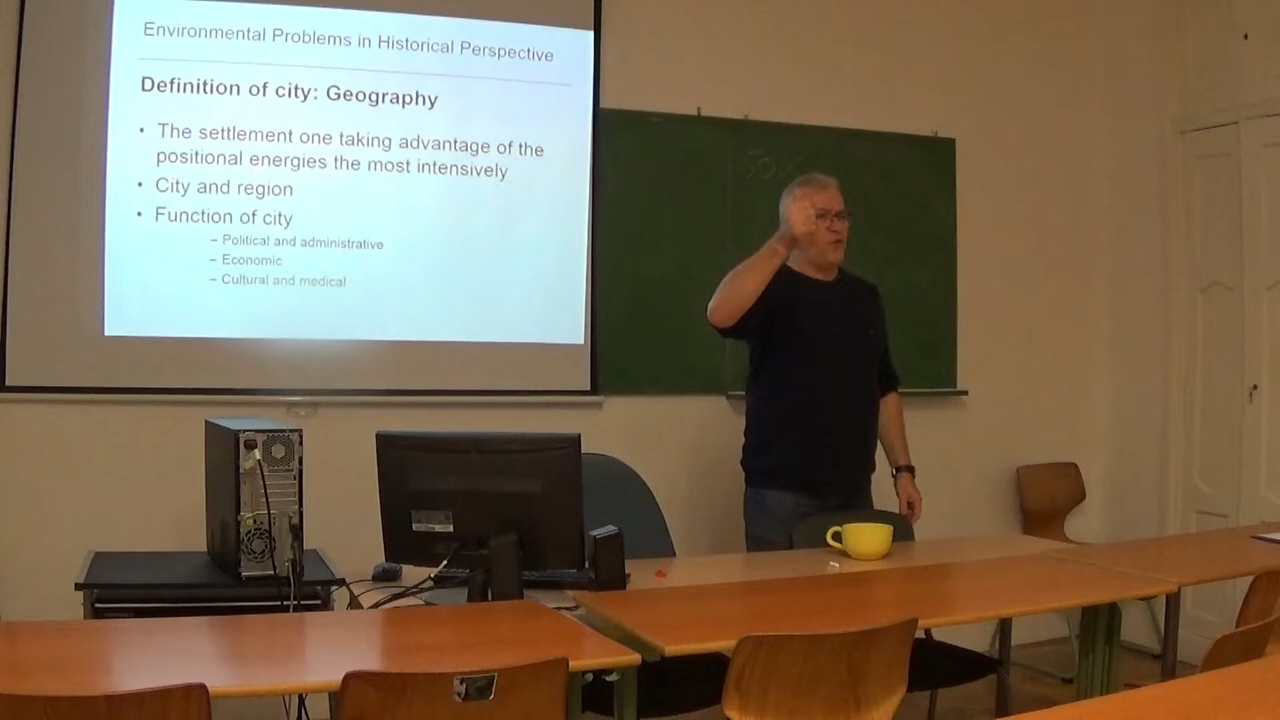 Environmental Problems in Historical Perspective
Definition of city: Geography
• The settlement one taking advantage of the
positional energies the most intensively
• City and region
• Function of city
– Political and administrative
– Economic
– Cultural and medical